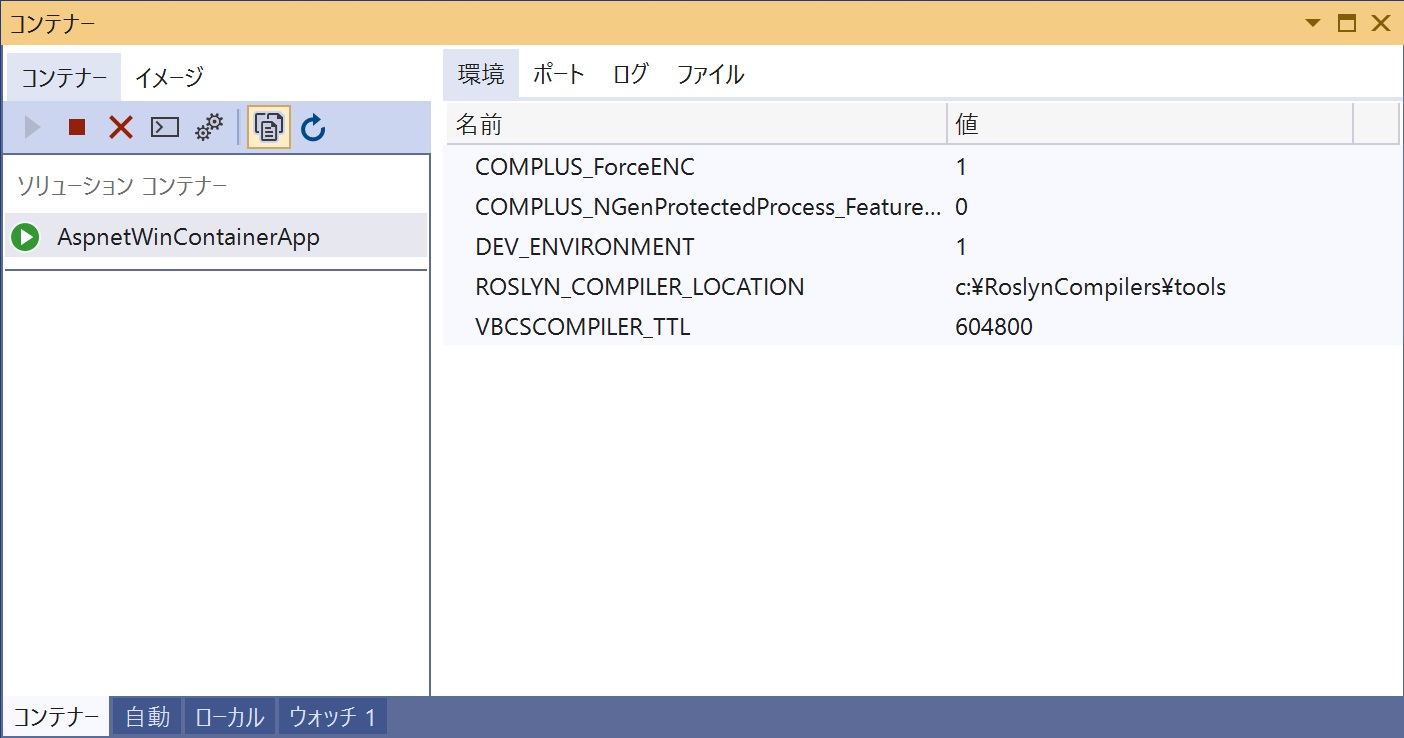 コンテナー
コンテナー イメージ
環境 ポート ログ ファイル
名前 値
ソリューション コンテナー
AspnetWinContainerApp
COMPLUS_ForceENC 1
COMPLUS_NGenProtectedProcess_Feature... 0
DEV_ENVIRONMENT 1
ROSLYN_COMPILER_LOCATION c:¥RoslynCompilers¥tools
VBCSCOMPILER_TTL 604800
コンテナー 自動 ローカル ウォッチ 1